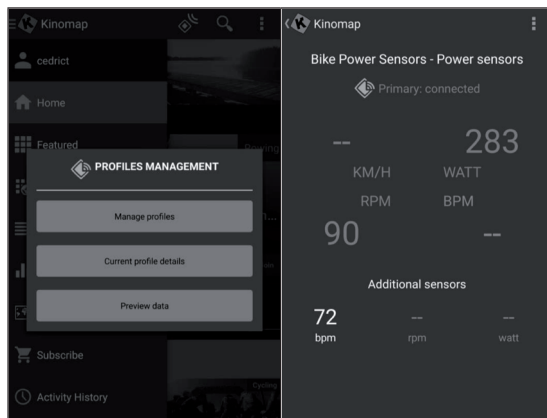 Kinomap
cedrict
Home
Featured
Rowing
PROFILES MANAGEMENT
Manage profiles
Current profile details
Preview data
Subscribe
Cycling
Activity History
Kinomap
Bike Power Sensors - Power sensors
Primary: connected
-- 283
KM/H WATT
RPM BPM
90 --
Additional sensors
72 -- --
bpm rpm watt